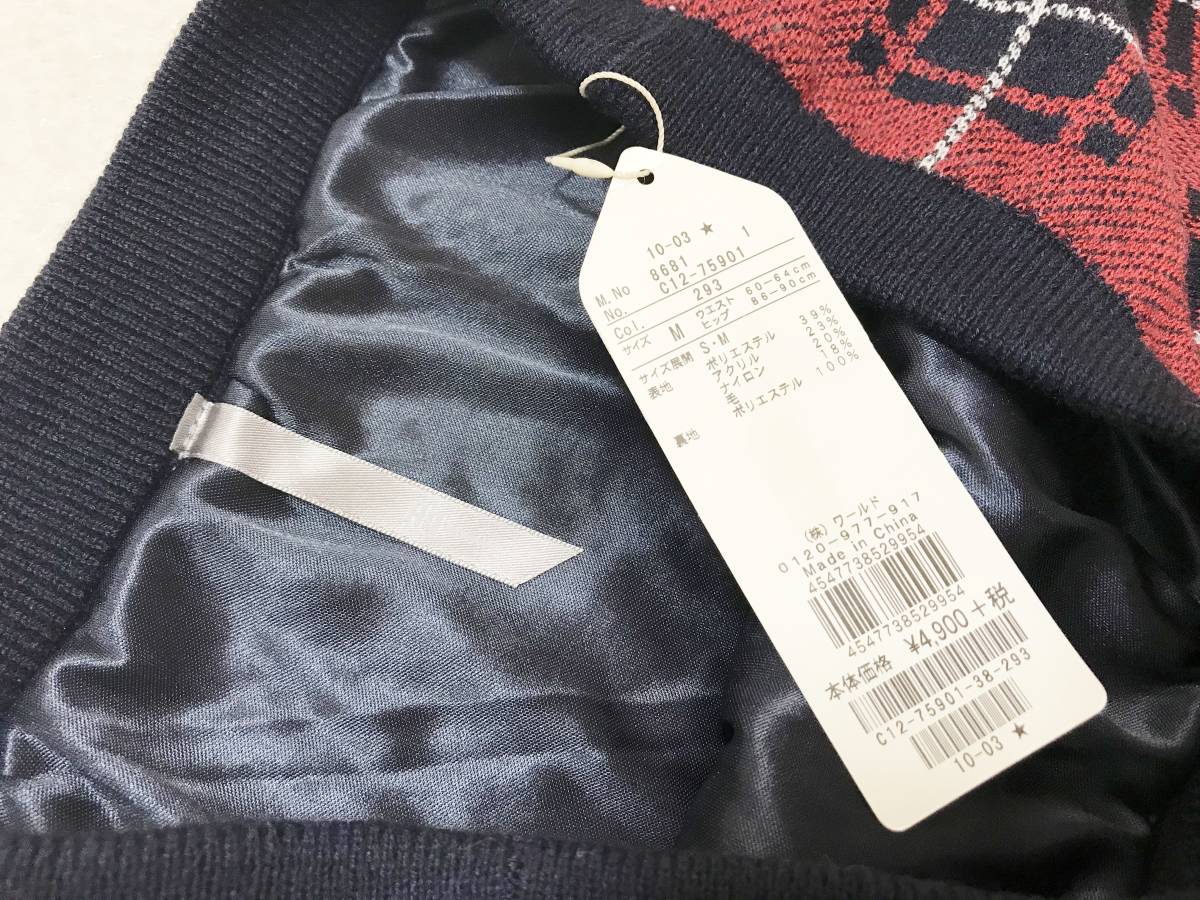 10-03 ★ 1
M.No 8681
No. C12-75901
Col. 293
サイズ M ウエスト 60-64cm
ヒップ 86-90cm
サイズ展開 S・M
表地 ポリエステル 39%
アクリル 23%
ナイロン 20%
毛 18%
裏地 ポリエステル 100%
(株) ワールド
0120-977-917
Made in China
4547738529954
4547738529954
本体価格 ¥4,900+税
C12-75901-38-293
10-03 ★